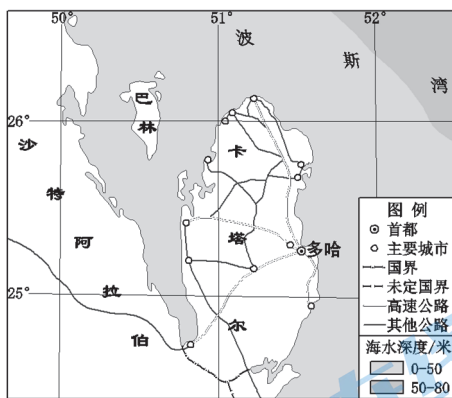 50°
51°
52°
波
斯
湾
巴
林
26°
沙
特
阿
拉
伯
卡
塔
尔
多哈
25°
图 例
首都
主要城市
国界
未定国界
高速公路
其他公路
海水深度/米
0-50
50-80